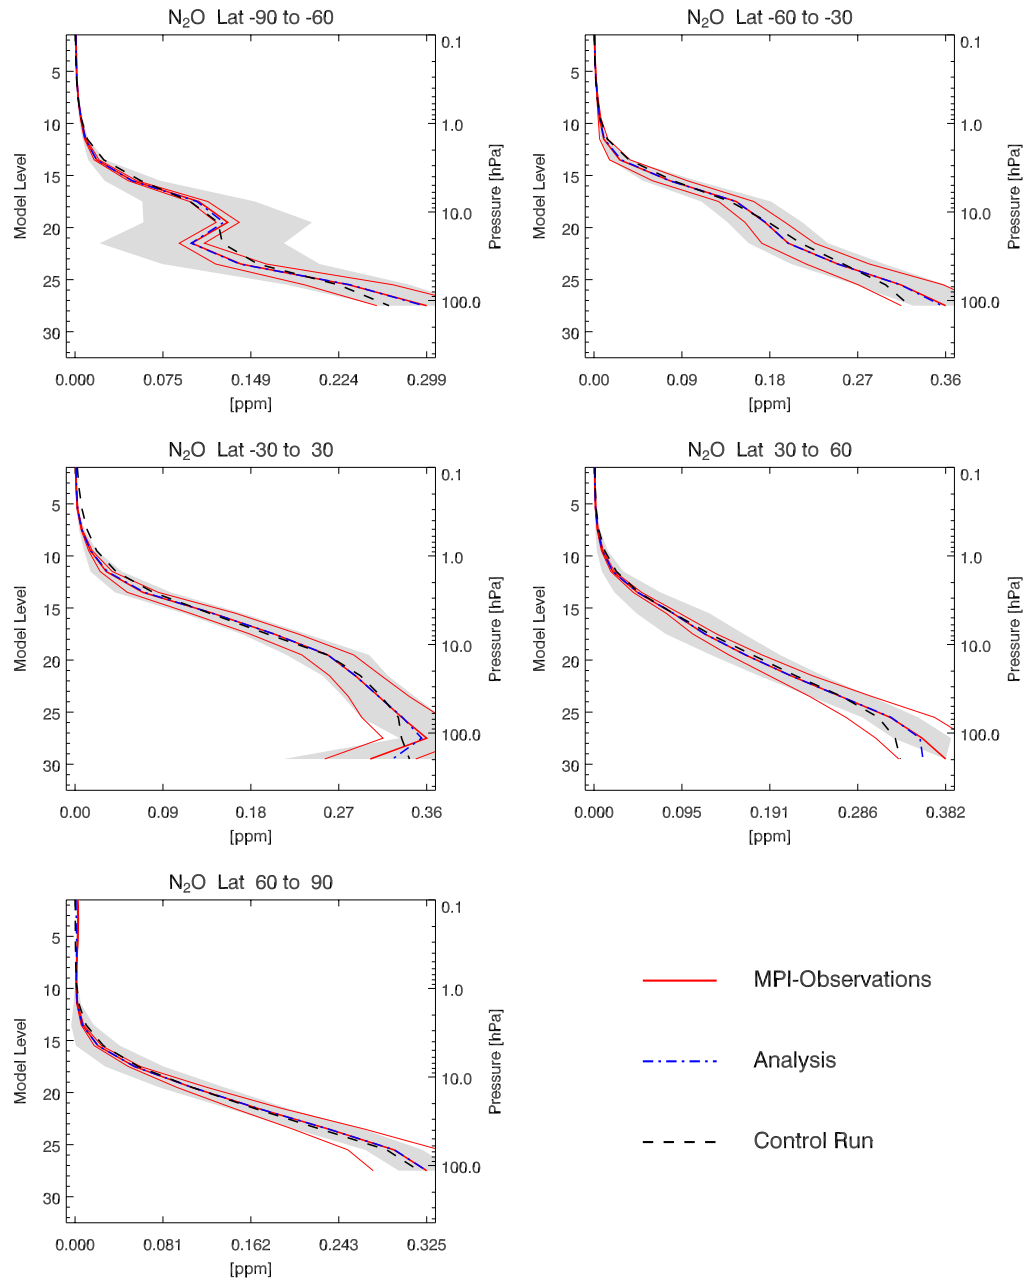 N₂O Lat -90 to -60
5
10
15
20
25
30
Model Level
0.1
1.0
10.0
100.0
Pressure [hPa]
0.000 0.075 0.149 0.224 0.299
[ppm]
N₂O Lat -60 to -30
5
10
15
20
25
30
Model Level
0.1
1.0
10.0
100.0
Pressure [hPa]
0.00 0.09 0.18 0.27 0.36
[ppm]
N₂O Lat -30 to 30
5
10
15
20
25
30
Model Level
0.1
1.0
10.0
100.0
Pressure [hPa]
0.00 0.09 0.18 0.27 0.36
[ppm]
N₂O Lat 30 to 60
5
10
15
20
25
30
Model Level
0.1
1.0
10.0
100.0
Pressure [hPa]
0.000 0.095 0.191 0.286 0.382
[ppm]
N₂O Lat 60 to 90
5
10
15
20
25
30
Model Level
0.1
1.0
10.0
100.0
Pressure [hPa]
0.000 0.081 0.162 0.243 0.325
[ppm]
MPI-Observations
Analysis
Control Run